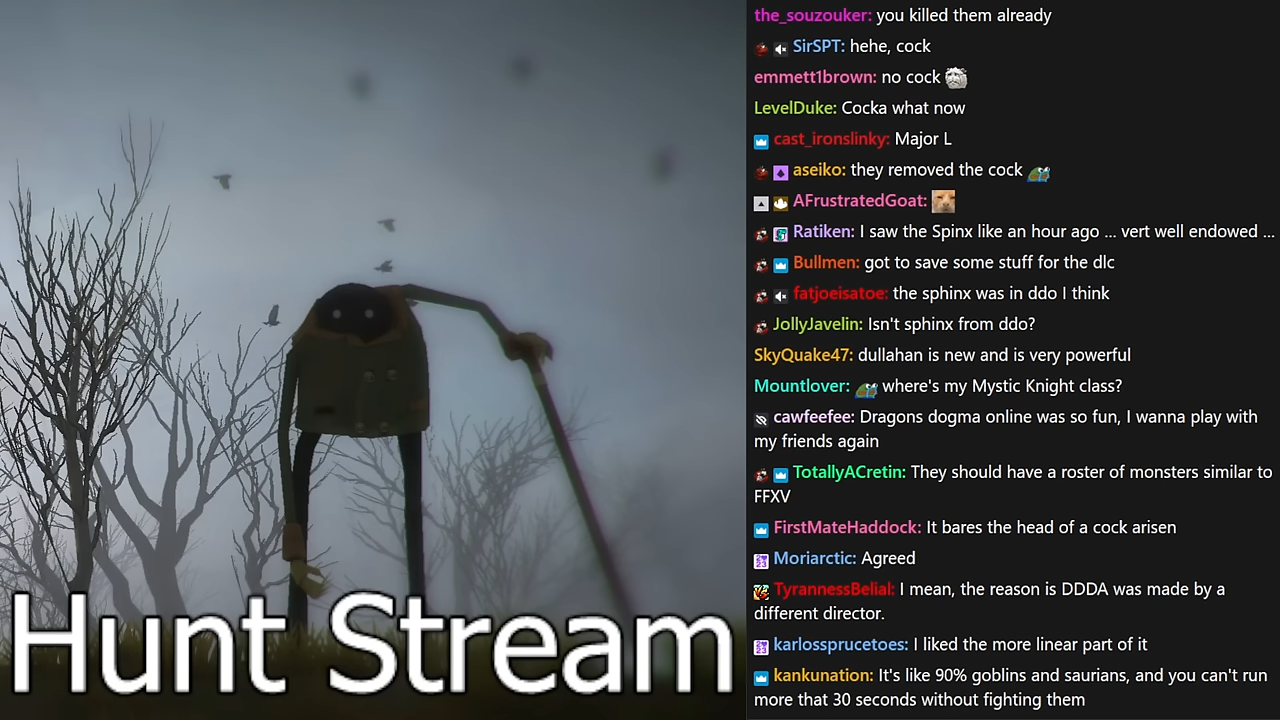 the_souzouker: you killed them already
SirSPT: hehe, cock
emmett1brown: no cock
LevelDuke: Cocka what now
cast_ironslinky: Major L
aseiko: they removed the cock
AFrustratedGoat:
Ratiken: I saw the Spinx like an hour ago ... vert well endowed ...
Bullmen: got to save some stuff for the dlc
fatjoeisatoe: the sphinx was in ddo I think
JollyJavelin: Isn't sphinx from ddo?
SkyQuake47: dullahan is new and is very powerful
Mountlover: where's my Mystic Knight class?
cawfeefee: Dragons dogma online was so fun, I wanna play with
my friends again
TotallyACretin: They should have a roster of monsters similar to
FFXV
FirstMateHaddock: It bares the head of a cock arisen
Moriarctic: Agreed
TyrannessBelial: I mean, the reason is DDDA was made by a
different director.
karlossprucetoes: I liked the more linear part of it
kankunation: It's like 90% goblins and saurians, and you can't run
more that 30 seconds without fighting them
Hunt Stream